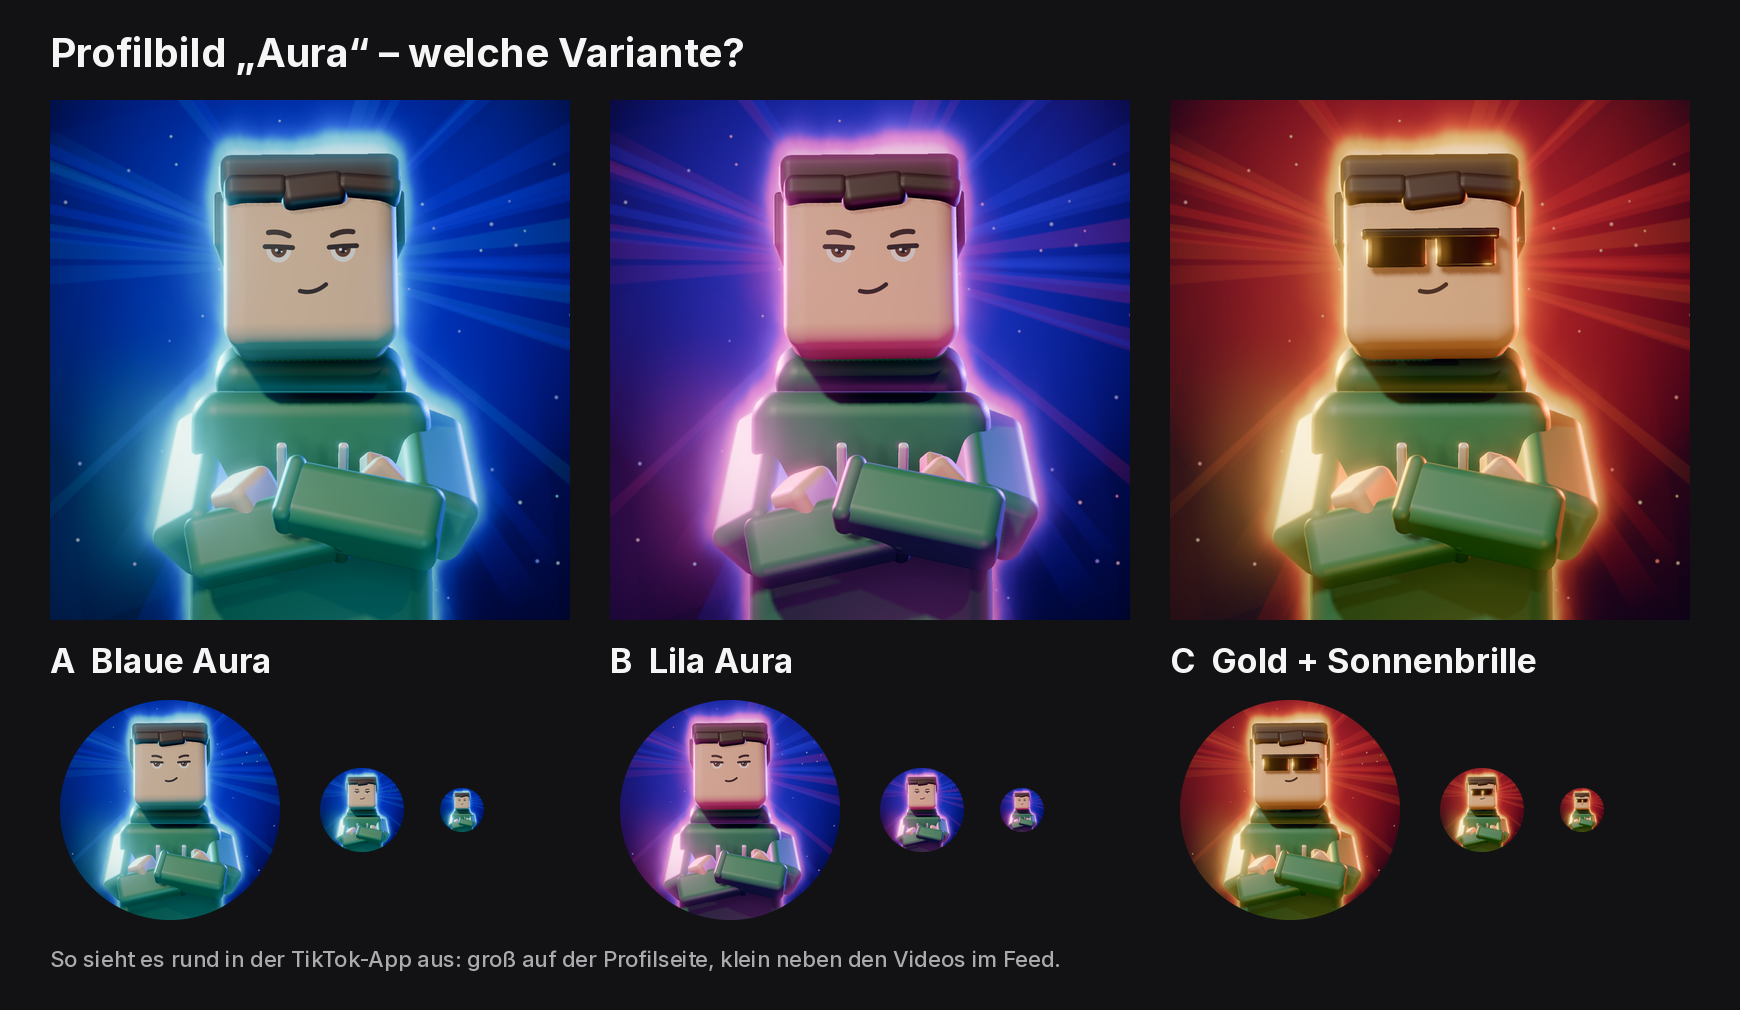 Profilbild „Aura“ – welche Variante?
A Blaue Aura
B Lila Aura
C Gold + Sonnenbrille
So sieht es rund in der TikTok-App aus: groß auf der Profilseite, klein neben den Videos im Feed.